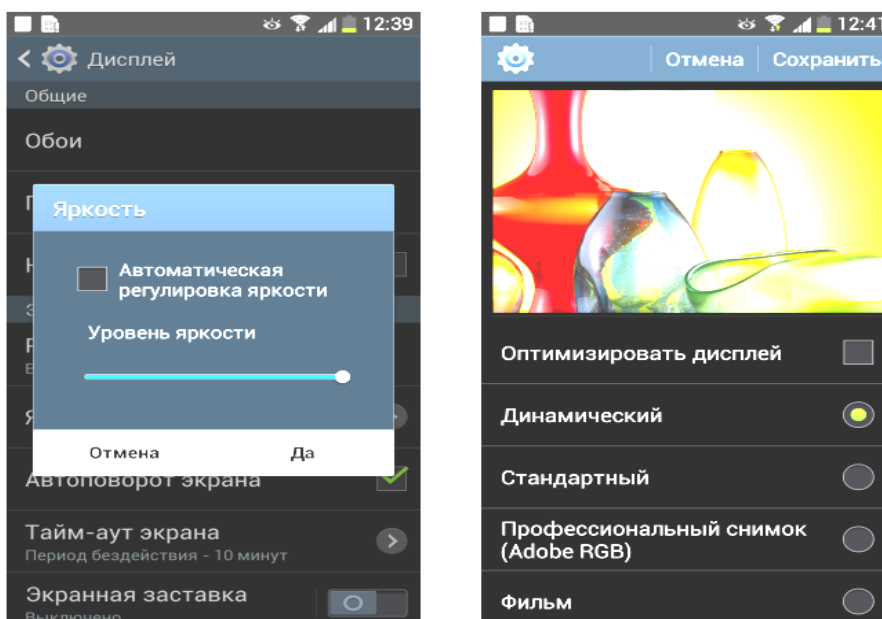 12:39
Дисплей
Общие
Обои
Яркость
Автоматическая
регулировка яркости
Уровень яркости
Отмена Да
Автоповорот экрана
Тайм-аут экрана
Период бездействия - 10 минут
Экранная заставка
Выключено
12:41
Отмена Сохранить
Оптимизировать дисплей
Динамический
Стандартный
Профессиональный снимок
(Adobe RGB)
Фильм